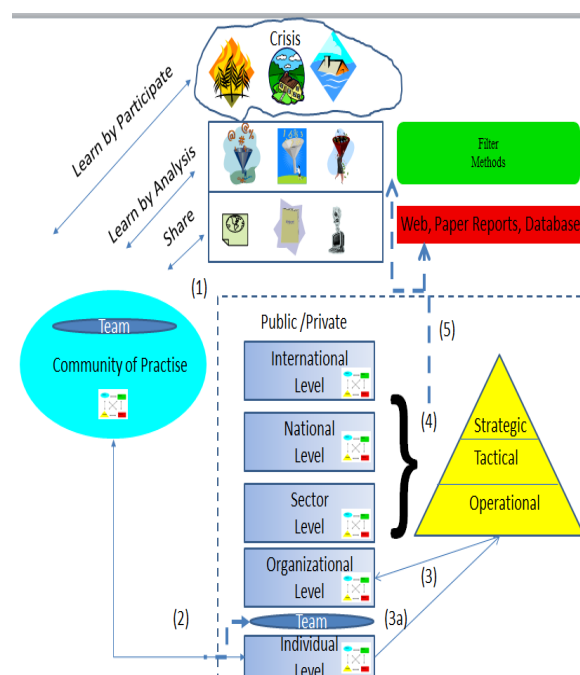 Crisis
Learn by Participate
Learn by Analysis
Share
Filter
Methods
Web, Paper Reports, Database
(1)
Team
Community of Practise
Public /Private
International
Level
National
Level
Sector
Level
Organizational
Level
Team
Individual
Level
(5)
(4)
Strategic
Tactical
Operational
(3)
(3a)
(2)